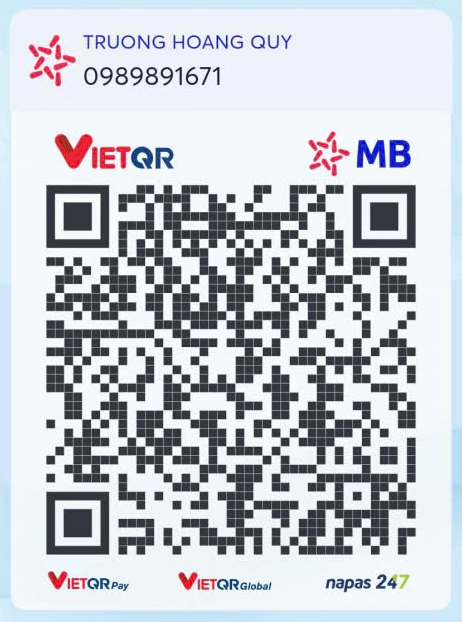 TRUONG HOANG QUY
0989891671
VIETQR MB
VIETQR Pay VIETQR Global napas 247